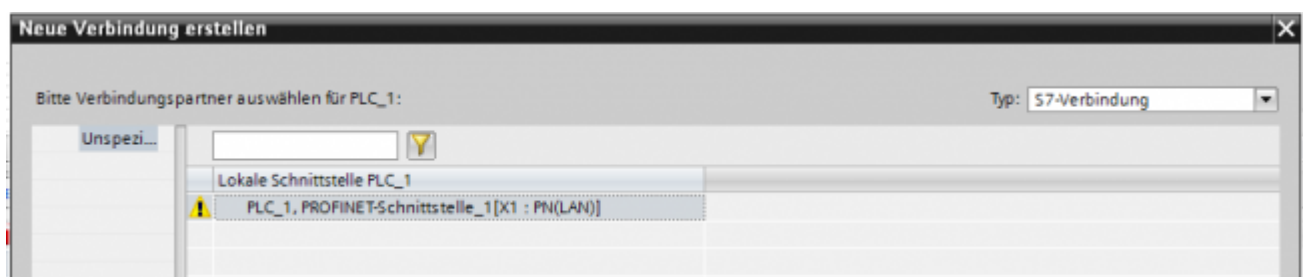 Neue Verbindung erstellen
Bitte Verbindungspartner auswählen für PLC_1:
Typ: S7-Verbindung
Unspezi...
Lokale Schnittstelle PLC_1
PLC_1, PROFINET-Schnittstelle_1[X1 : PN(LAN)]